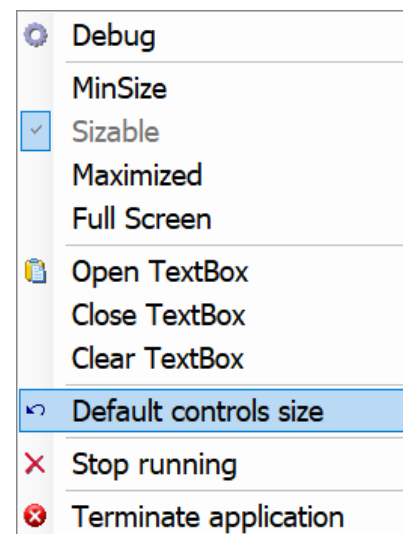 Debug
MinSize
Sizable
Maximized
Full Screen
Open TextBox
Close TextBox
Clear TextBox
Default controls size
Stop running
Terminate application